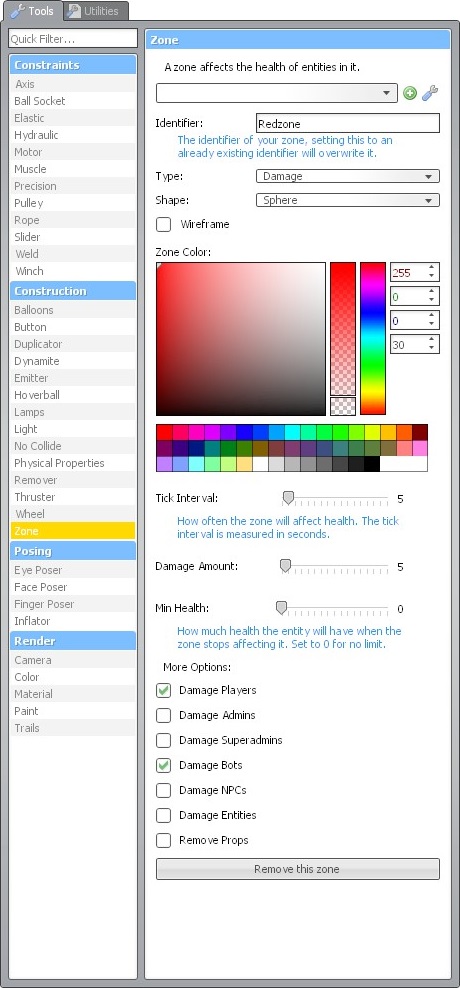 Tools
Utilities
Quick Filter...
Constraints
Axis
Ball Socket
Elastic
Hydraulic
Motor
Muscle
Precision
Pulley
Rope
Slider
Weld
Winch
Construction
Balloons
Button
Duplicator
Dynamite
Emitter
Hoverball
Lamps
Light
No Collide
Physical Properties
Remover
Thruster
Wheel
Zone
Posing
Eye Poser
Face Poser
Finger Poser
Inflator
Render
Camera
Color
Material
Paint
Trails
Zone
A zone affects the health of entities in it.
Identifier:
Redzone
The identifier of your zone, setting this to an
already existing identifier will overwrite it.
Type:
Damage
Shape:
Sphere
Wireframe
Zone Color:
255
0
0
30
Tick Interval:
5
How often the zone will affect health. The tick
interval is measured in seconds.
Damage Amount:
5
Min Health:
0
How much health the entity will have when the
zone stops affecting it. Set to 0 for no limit.
More Options:
Damage Players
Damage Admins
Damage Superadmins
Damage Bots
Damage NPCs
Damage Entities
Remove Props
Remove this zone